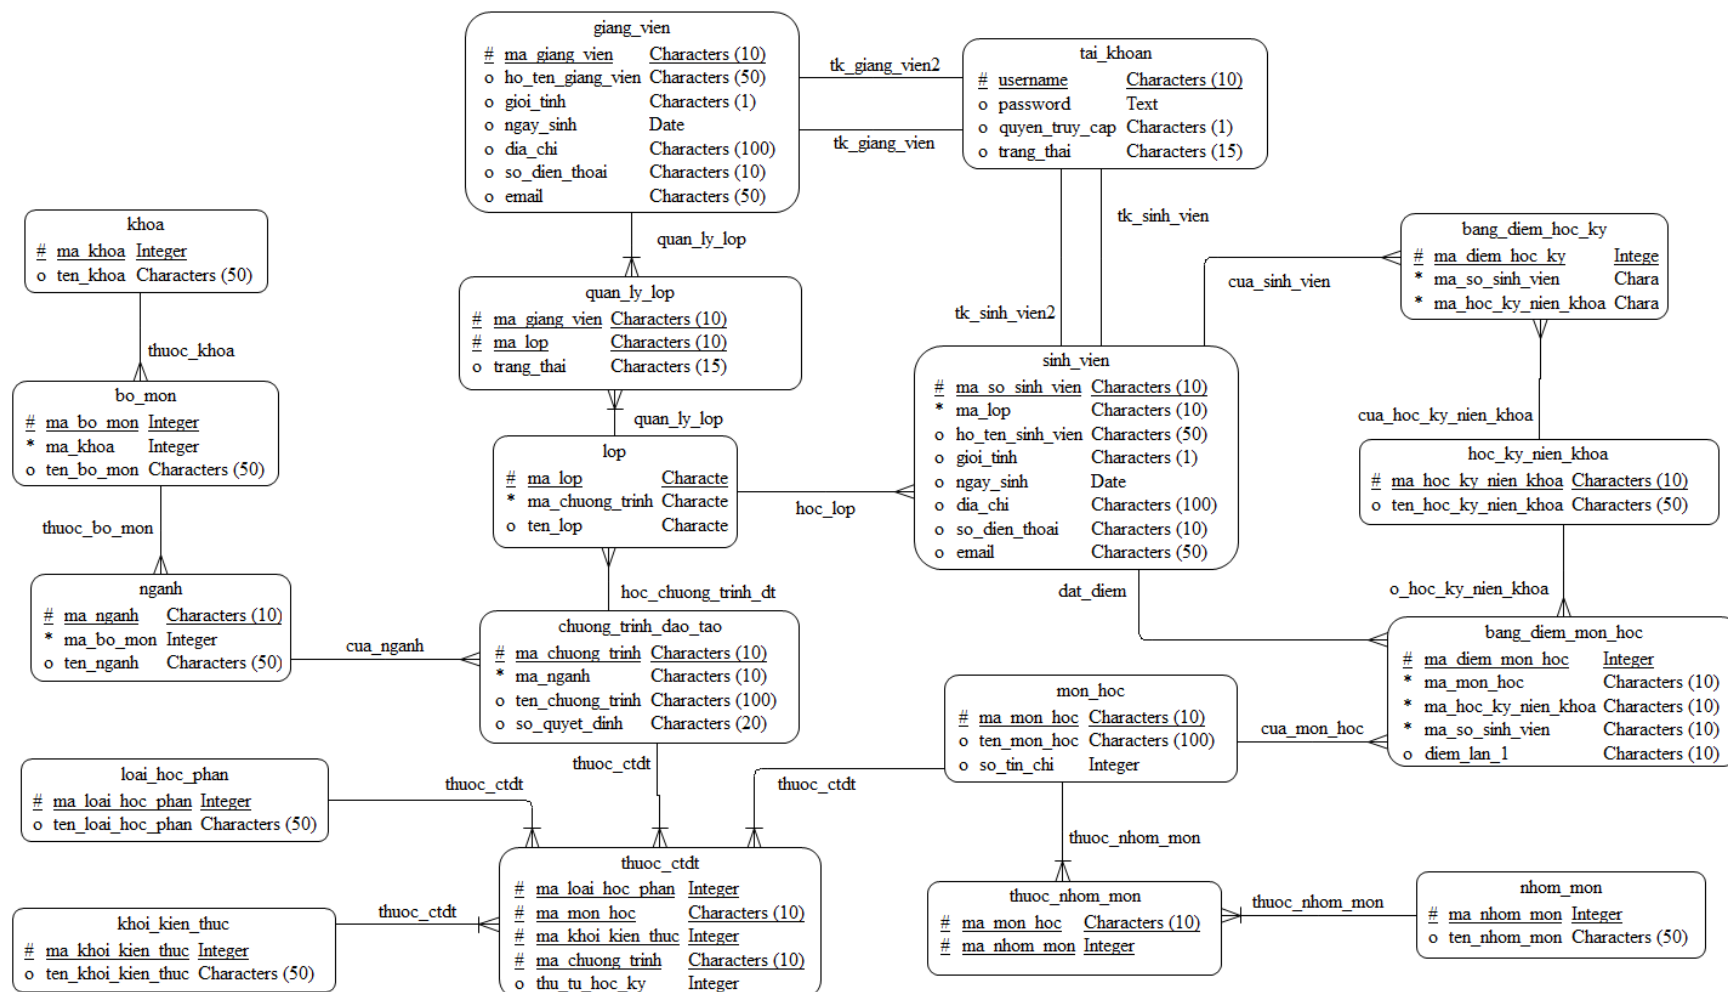 giang_vien
# ma_giang_vien Characters (10)
o ho_ten_giang_vien Characters (50)
o gioi_tinh Characters (1)
o ngay_sinh Date
o dia_chi Characters (100)
o so_dien_thoai Characters (10)
o email Characters (50)
tk_giang_vien2
tk_giang_vien
tai_khoan
# username Characters (10)
o password Text
o quyen_truy_cap Characters (1)
o trang_thai Characters (15)
khoa
# ma_khoa Integer
o ten_khoa Characters (50)
quan_ly_lop
tk_sinh_vien
tk_sinh_vien2
cua_sinh_vien
bang_diem_hoc_ky
# ma_diem_hoc_ky Intege
* ma_so_sinh_vien Chara
* ma_hoc_ky_nien_khoa Chara
quan_ly_lop
# ma_giang_vien Characters (10)
# ma_lop Characters (10)
o trang_thai Characters (15)
thuoc_khoa
bo_mon
# ma_bo_mon Integer
* ma_khoa Integer
o ten_bo_mon Characters (50)
quan_ly_lop
sinh_vien
# ma_so_sinh_vien Characters (10)
* ma_lop Characters (10)
o ho_ten_sinh_vien Characters (50)
o gioi_tinh Characters (1)
o ngay_sinh Date
o dia_chi Characters (100)
o so_dien_thoai Characters (10)
o email Characters (50)
cua_hoc_ky_nien_khoa
hoc_ky_nien_khoa
# ma_hoc_ky_nien_khoa Characters (10)
o ten_hoc_ky_nien_khoa Characters (50)
lop
# ma_lop Characte
* ma_chuong_trinh Characte
o ten_lop Characte
hoc_lop
thuoc_bo_mon
nganh
# ma_nganh Characters (10)
* ma_bo_mon Integer
o ten_nganh Characters (50)
hoc_chuong_trinh_dt
dat_diem
o_hoc_ky_nien_khoa
cua_nganh
chuong_trinh_dao_tao
# ma_chuong_trinh Characters (10)
* ma_nganh Characters (10)
o ten_chuong_trinh Characters (100)
o so_quyet_dinh Characters (20)
bang_diem_mon_hoc
# ma_diem_mon_hoc Integer
* ma_mon_hoc Characters (10)
* ma_hoc_ky_nien_khoa Characters (10)
* ma_so_sinh_vien Characters (10)
o diem_lan_1 Characters (10)
mon_hoc
# ma_mon_hoc Characters (10)
o ten_mon_hoc Characters (100)
o so_tin_chi Integer
cua_mon_hoc
loai_hoc_phan
# ma_loai_hoc_phan Integer
o ten_loai_hoc_phan Characters (50)
thuoc_ctdt
thuoc_ctdt
thuoc_ctdt
thuoc_nhom_mon
thuoc_ctdt
# ma_loai_hoc_phan Integer
# ma_mon_hoc Characters (10)
# ma_khoi_kien_thuc Integer
# ma_chuong_trinh Characters (10)
o thu_tu_hoc_ky Integer
khoi_kien_thuc
# ma_khoi_kien_thuc Integer
o ten_khoi_kien_thuc Characters (50)
thuoc_ctdt
thuoc_nhom_mon
# ma_mon_hoc Characters (10)
# ma_nhom_mon Integer
thuoc_nhom_mon
nhom_mon
# ma_nhom_mon Integer
o ten_nhom_mon Characters (50)